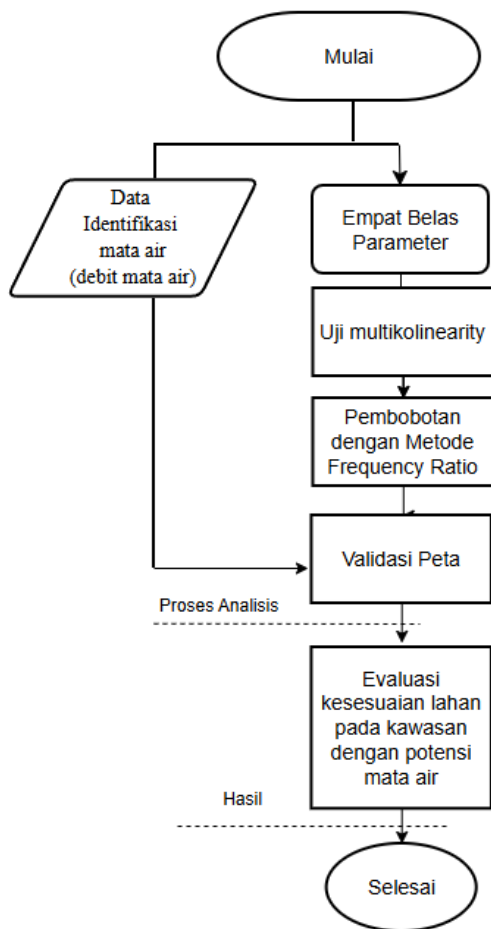 Mulai
Data
Identifikasi
mata air
(debit mata air)
Empat Belas
Parameter
Uji multikolinearity
Pembobotan
dengan Metode
Frequency Ratio
Validasi Peta
Proses Analisis
Evaluasi
kesesuaian lahan
pada kawasan
dengan potensi
mata air
Hasil
Selesai